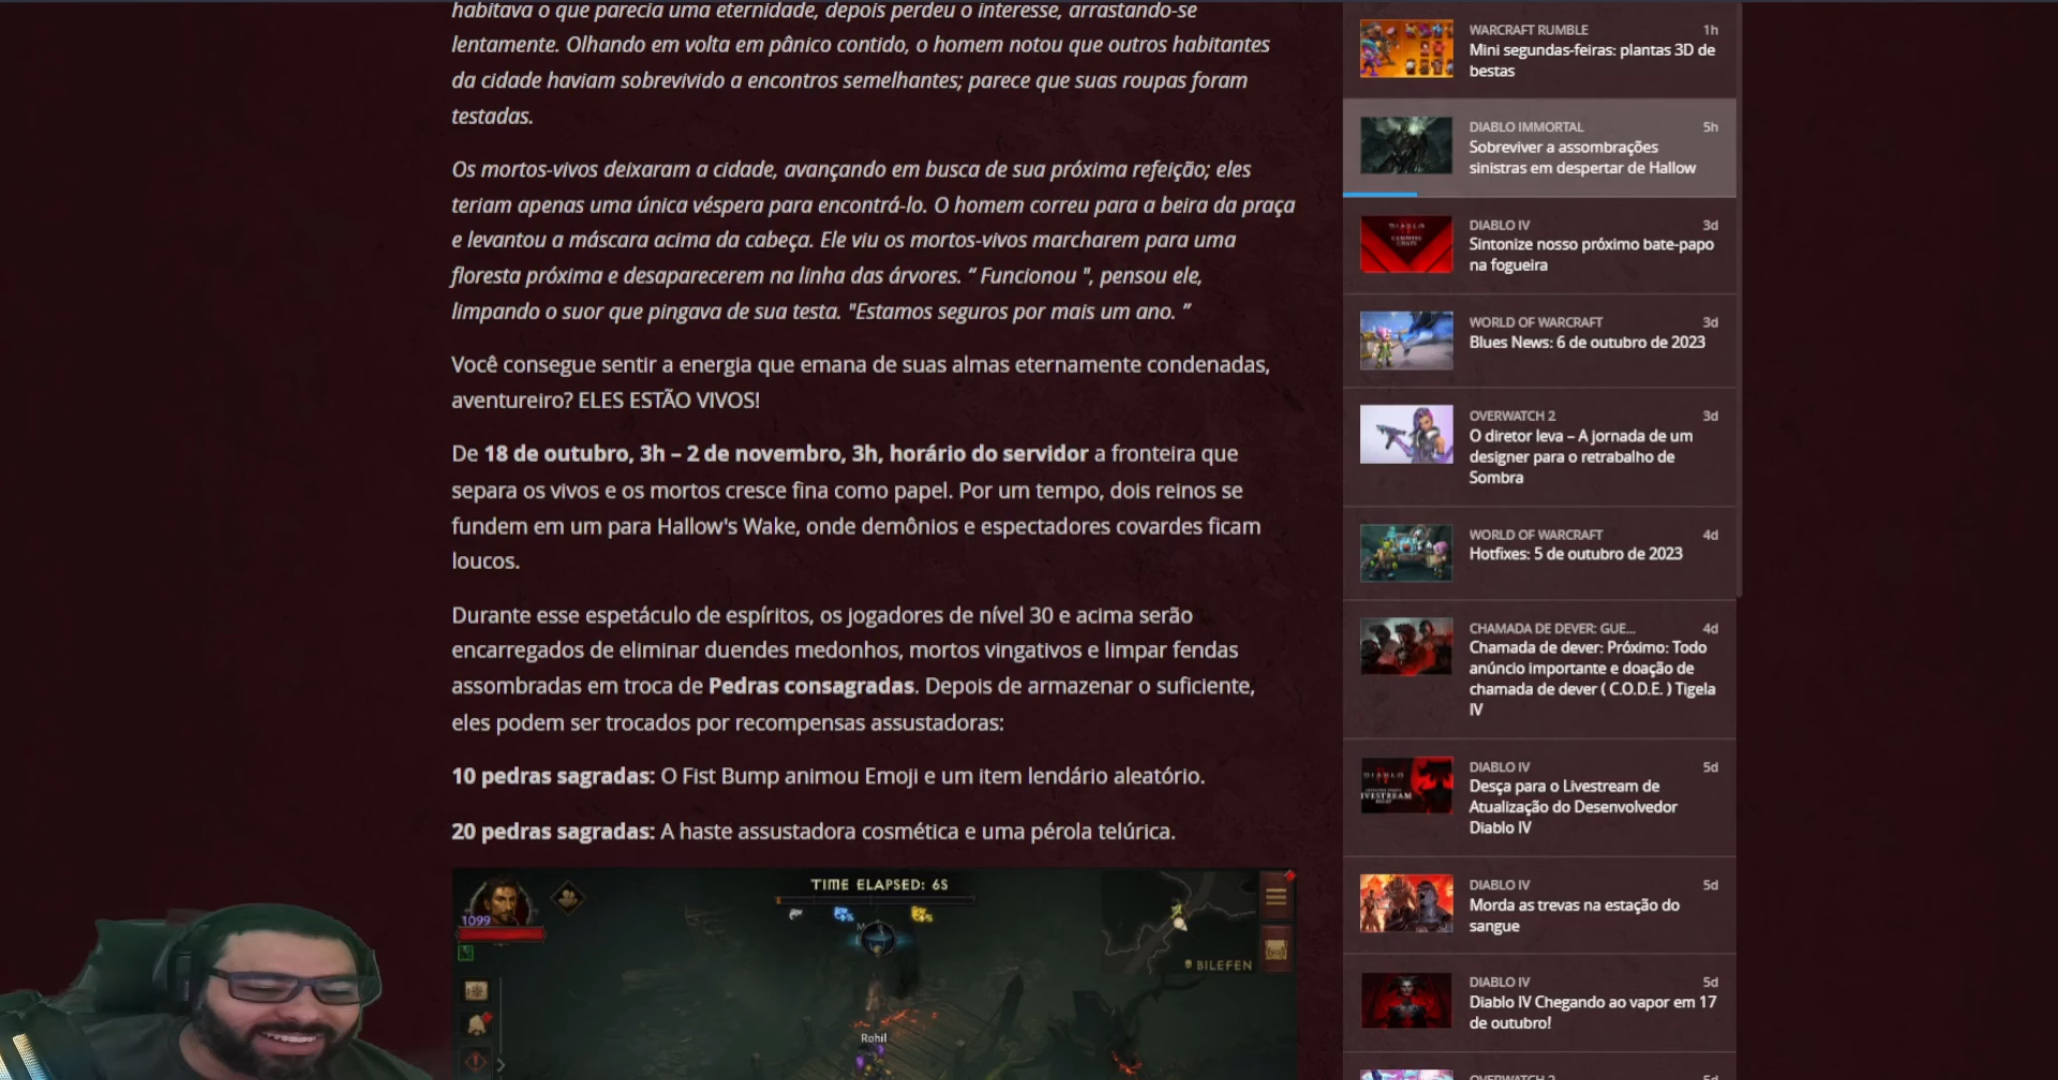 habitava o que parecia uma eternidade, depois perdeu o interesse, arrastando-se
lentamente. Olhando em volta em pânico contido, o homem notou que outros habitantes
da cidade haviam sobrevivido a encontros semelhantes; parece que suas roupas foram
testadas.
Os mortos-vivos deixaram a cidade, avançando em busca de sua próxima refeição; eles
teriam apenas uma única véspera para encontrá-lo. O homem correu para a beira da praça
e levantou a máscara acima da cabeça. Ele viu os mortos-vivos marcharem para uma
floresta próxima e desaparecerem na linha das árvores. “ Funcionou ", pensou ele,
limpando o suor que pingava de sua testa. "Estamos seguros por mais um ano. ”
Você consegue sentir a energia que emana de suas almas eternamente condenadas,
aventureiro? ELES ESTÃO VIVOS!
De 18 de outubro, 3h – 2 de novembro, 3h, horário do servidor a fronteira que
separa os vivos e os mortos cresce fina como papel. Por um tempo, dois reinos se
fundem em um para Hallow's Wake, onde demônios e espectadores covardes ficam
loucos.
Durante esse espetáculo de espíritos, os jogadores de nível 30 e acima serão
encarregados de eliminar duendes medonhos, mortos vingativos e limpar fendas
assombradas em troca de Pedras consagradas. Depois de armazenar o suficiente,
eles podem ser trocados por recompensas assustadoras:
10 pedras sagradas: O Fist Bump animou Emoji e um item lendário aleatório.
20 pedras sagradas: A haste assustadora cosmética e uma pérola telúrica.
TIME ELAPSED: 6S
1099
BILEFEN
Rohil
WARCRAFT RUMBLE 1h
Mini segundas-feiras: plantas 3D de
bestas
DIABLO IMMORTAL 5h
Sobreviver a assombrações
sinistras em despertar de Hallow
DIABLO IV 3d
Sintonize nosso próximo bate-papo
na fogueira
WORLD OF WARCRAFT 3d
Blues News: 6 de outubro de 2023
OVERWATCH 2 3d
O diretor leva – A jornada de um
designer para o retrabalho de
Sombra
WORLD OF WARCRAFT 4d
Hotfixes: 5 de outubro de 2023
CHAMADA DE DEVER: GUE... 4d
Chamada de dever: Próximo: Todo
anúncio importante e doação de
chamada de dever ( C.O.D.E. ) Tigela
IV
DIABLO IV 5d
Desça para o Livestream de
Atualização do Desenvolvedor
Diablo IV
DIABLO IV 5d
Morda as trevas na estação do
sangue
DIABLO IV 5d
Diablo IV Chegando ao vapor em 17
de outubro!
OVERWATCH 2 5d